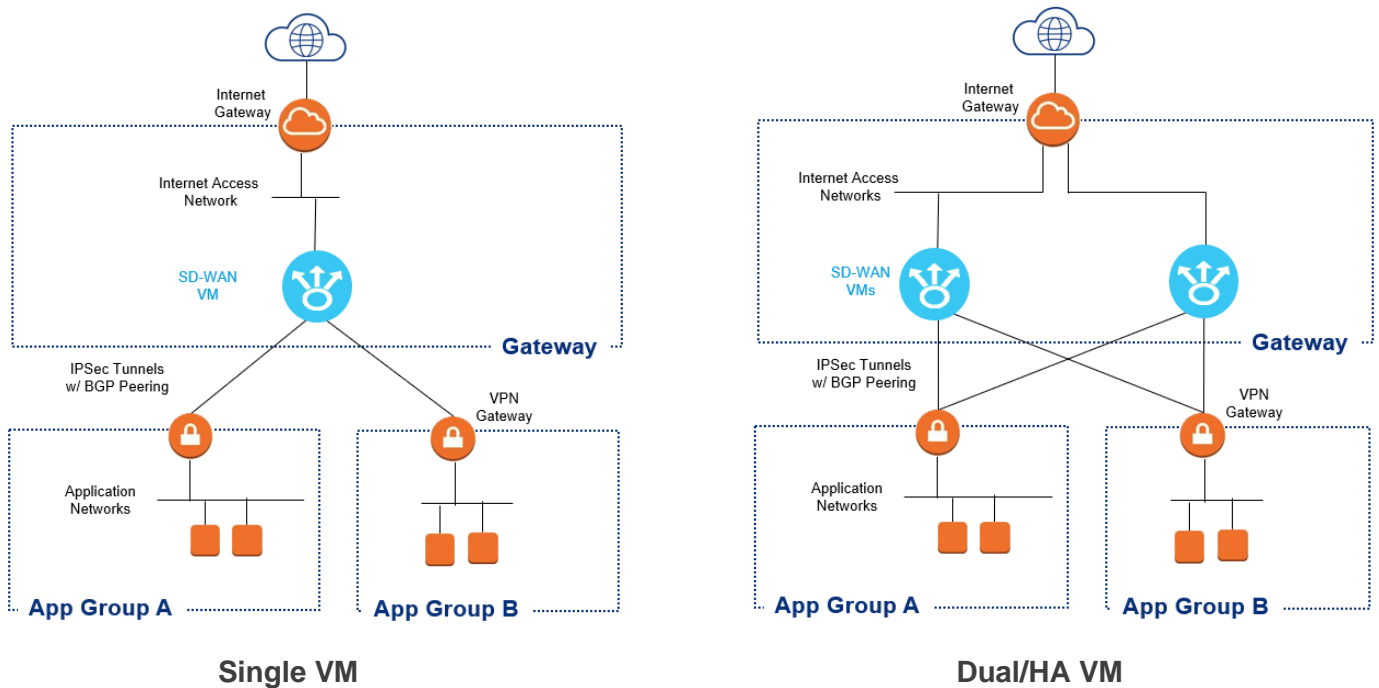 Internet
Gateway
Internet Access
Network
SD-WAN
VM
Gateway
IPSec Tunnels
w/ BGP Peering
VPN
Gateway
Application
Networks
App Group A
App Group B
Single VM
Internet
Gateway
Internet Access
Networks
SD-WAN
VMs
Gateway
IPSec Tunnels
w/ BGP Peering
VPN
Gateway
Application
Networks
App Group A
App Group B
Dual/HA VM